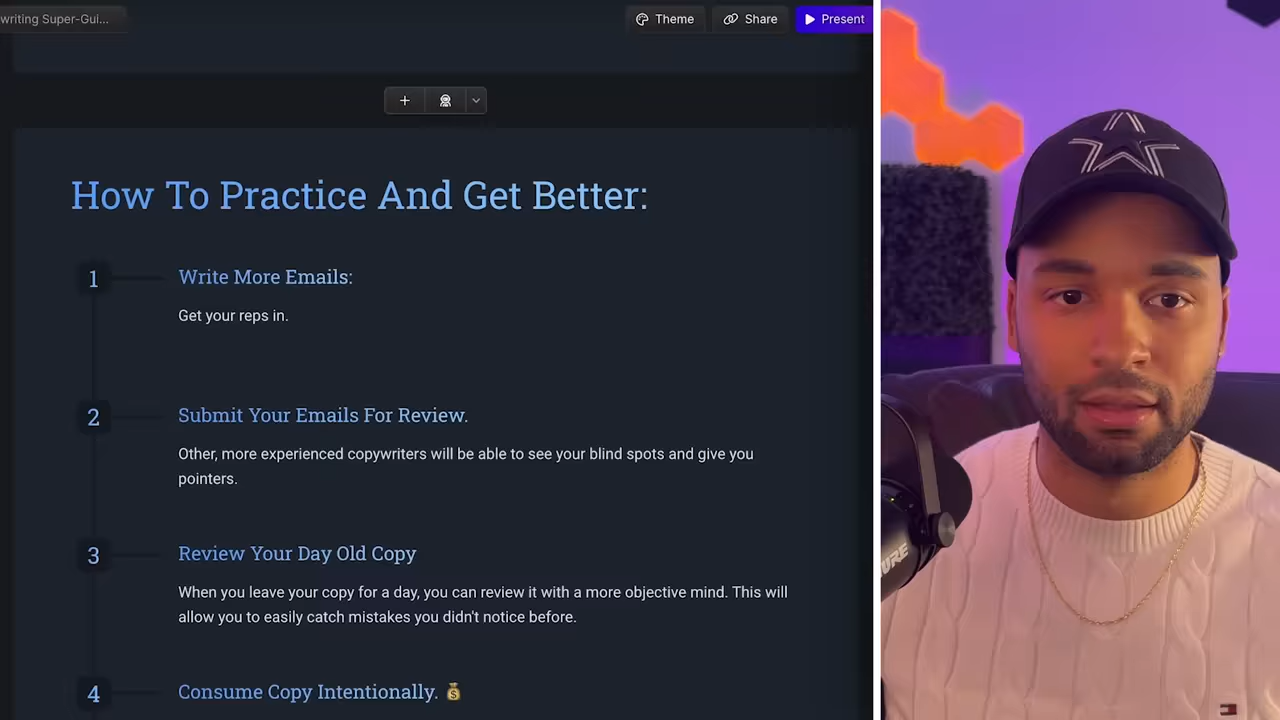 writing Super-Gui...
Theme
Share
Present
How To Practice And Get Better:
1
Write More Emails:
Get your reps in.
2
Submit Your Emails For Review.
Other, more experienced copywriters will be able to see your blind spots and give you
pointers.
3
Review Your Day Old Copy
When you leave your copy for a day, you can review it with a more objective mind. This will
allow you to easily catch mistakes you didn't notice before.
4
Consume Copy Intentionally. 💰
URE